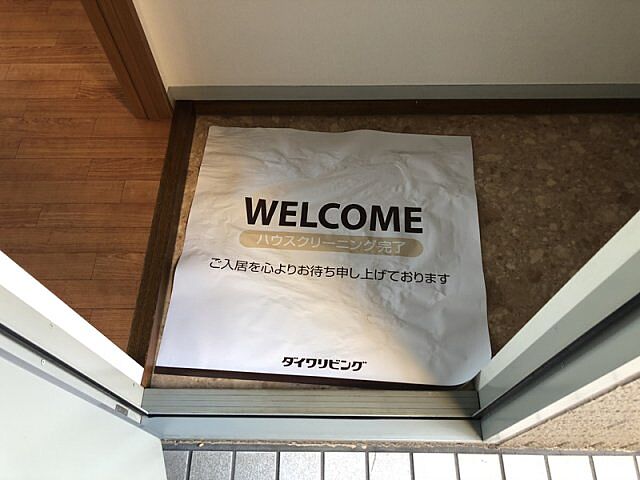 WELCOME
ハウスクリーニング完了
ご入居を心よりお待ち申し上げております
ダイワリビング